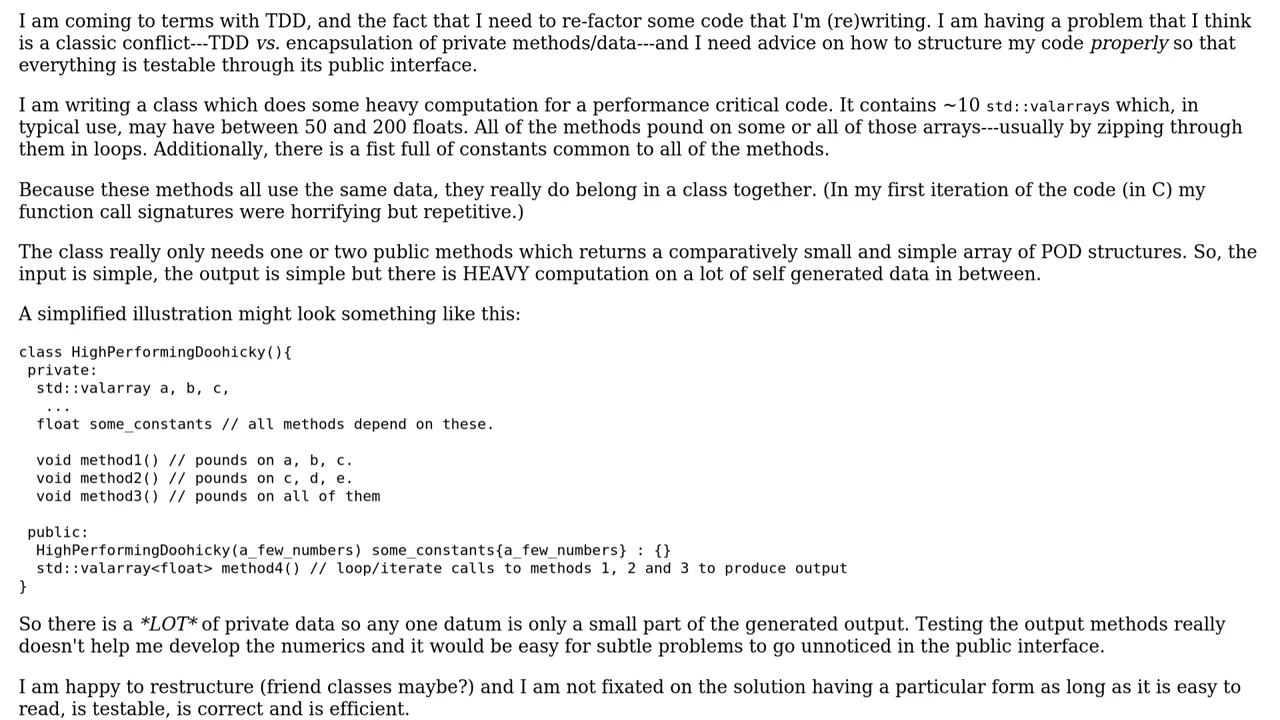 I am coming to terms with TDD, and the fact that I need to re-factor some code that I'm (re)writing. I am having a problem that I think
is a classic conflict---TDD vs. encapsulation of private methods/data---and I need advice on how to structure my code properly so that
everything is testable through its public interface.
I am writing a class which does some heavy computation for a performance critical code. It contains ~10 std::valarrays which, in
typical use, may have between 50 and 200 floats. All of the methods pound on some or all of those arrays---usually by zipping through
them in loops. Additionally, there is a fist full of constants common to all of the methods.
Because these methods all use the same data, they really do belong in a class together. (In my first iteration of the code (in C) my
function call signatures were horrifying but repetitive.)
The class really only needs one or two public methods which returns a comparatively small and simple array of POD structures. So, the
input is simple, the output is simple but there is HEAVY computation on a lot of self generated data in between.
A simplified illustration might look something like this:
class HighPerformingDoohicky(){
 private:
  std::valarray a, b, c,
   ...
  float some_constants // all methods depend on these.
  void method1() // pounds on a, b, c.
  void method2() // pounds on c, d, e.
  void method3() // pounds on all of them
 public:
  HighPerformingDoohicky(a_few_numbers) some_constants{a_few_numbers} : {}
  std::valarray<float> method4() // loop/iterate calls to methods 1, 2 and 3 to produce output
}
So there is a *LOT* of private data so any one datum is only a small part of the generated output. Testing the output methods really
doesn't help me develop the numerics and it would be easy for subtle problems to go unnoticed in the public interface.
I am happy to restructure (friend classes maybe?) and I am not fixated on the solution having a particular form as long as it is easy to
read, is testable, is correct and is efficient.